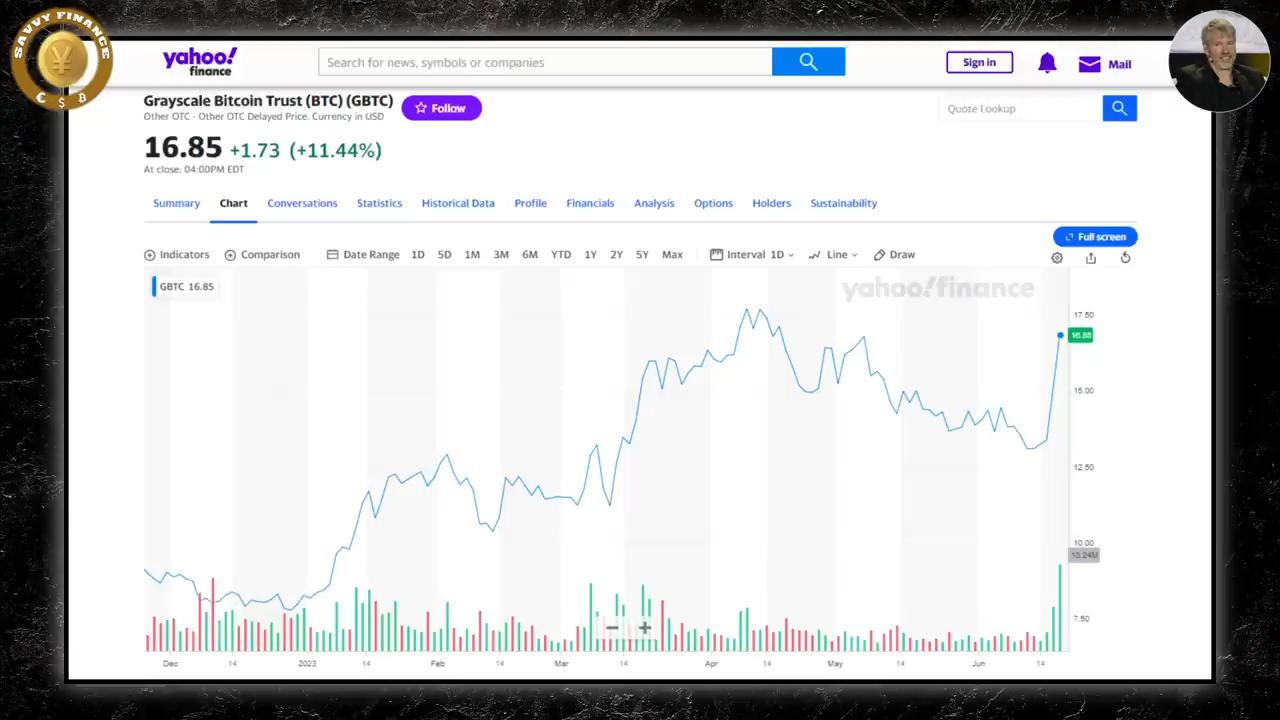 SAVVY FINANCE
¥
€ $ B
yahoo!
finance
Search for news, symbols or companies
Sign in
Mail
Grayscale Bitcoin Trust (BTC) (GBTC)
Follow
Other OTC - Other OTC Delayed Price. Currency in USD
Quote Lookup
16.85 +1.73 (+11.44%)
At close: 04:00PM EDT
Summary Chart Conversations Statistics Historical Data Profile Financials Analysis Options Holders Sustainability
Full screen
Indicators Comparison Date Range 1D 5D 1M 3M 6M YTD 1Y 2Y 5Y Max Interval 1D Line Draw
GBTC 16.85
yahoo!finance
17.50
16.85
15.00
12.50
10.00
10.24M
7.50
Dec 14 2023 14 Feb 14 Mar 14 Apr 14 May 14 Jun 14